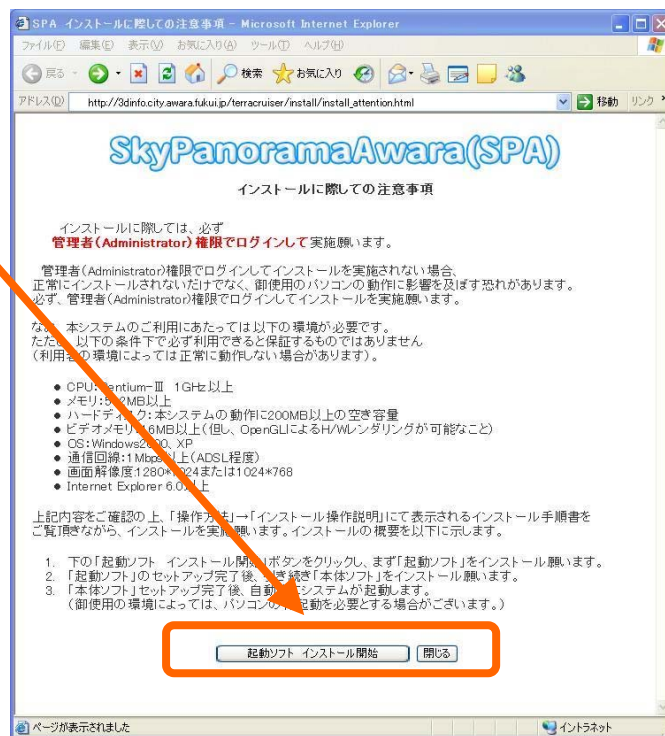 SPA インストールに際しての注意事項 - Microsoft Internet Explorer
ファイル(F) 編集(E) 表示(V) お気に入り(A) ツール(T) ヘルプ(H)
戻る 検索 お気に入り
アドレス(D) http://3dinfo.city.awara.fukui.jp/terracruiser/install/install_attention.html 移動 リンク »
SkyPanoramaAwara(SPA)
インストールに際しての注意事項
インストールに際しては、必ず
管理者(Administrator)権限でログインして実施願います。
管理者(Administrator)権限でログインしてインストールを実施されない場合、
正常にインストールされないだけでなく、御使用のパソコンの動作に影響を及ぼす恐れがあります。
必ず、管理者(Administrator)権限でログインしてインストールを実施願います。
本システムのご利用にあたっては以下の環境が必要です。
以下の条件下で必ず利用できると保証するものではありません
(利用者の環境によっては正常に動作しない場合があります)。
● CPU:Pentium-Ⅲ 1GHz以上
● メモリ:512MB以上
● ハードディスク:本システムの動作に200MB以上の空き容量
● ビデオメモリ:16MB以上(但し、OpenGLによるH/Wレンダリングが可能なこと)
● OS:Windows2000、XP
● 通信回線:1Mbps以上(ADSL程度)
● 画面解像度:1280*1024または1024*768
● Internet Explorer 6.0以上
上記内容をご確認の上、「操作方法」→「インストール操作説明」にて表示されるインストール手順書を
ご覧頂きながら、インストールを実施願います。インストールの概要を以下に示します。
1. 下の「起動ソフト インストール開始」ボタンをクリックし、まず「起動ソフト」をインストール願います。
2. 「起動ソフト」のセットアップ完了後、引き続き「本体ソフト」をインストール願います。
3. 「本体ソフト」セットアップ完了後、自動的にシステムが起動します。
(御使用の環境によっては、パソコンの再起動を必要とする場合がございます。)
起動ソフト インストール開始 閉じる
ページが表示されました イントラネット